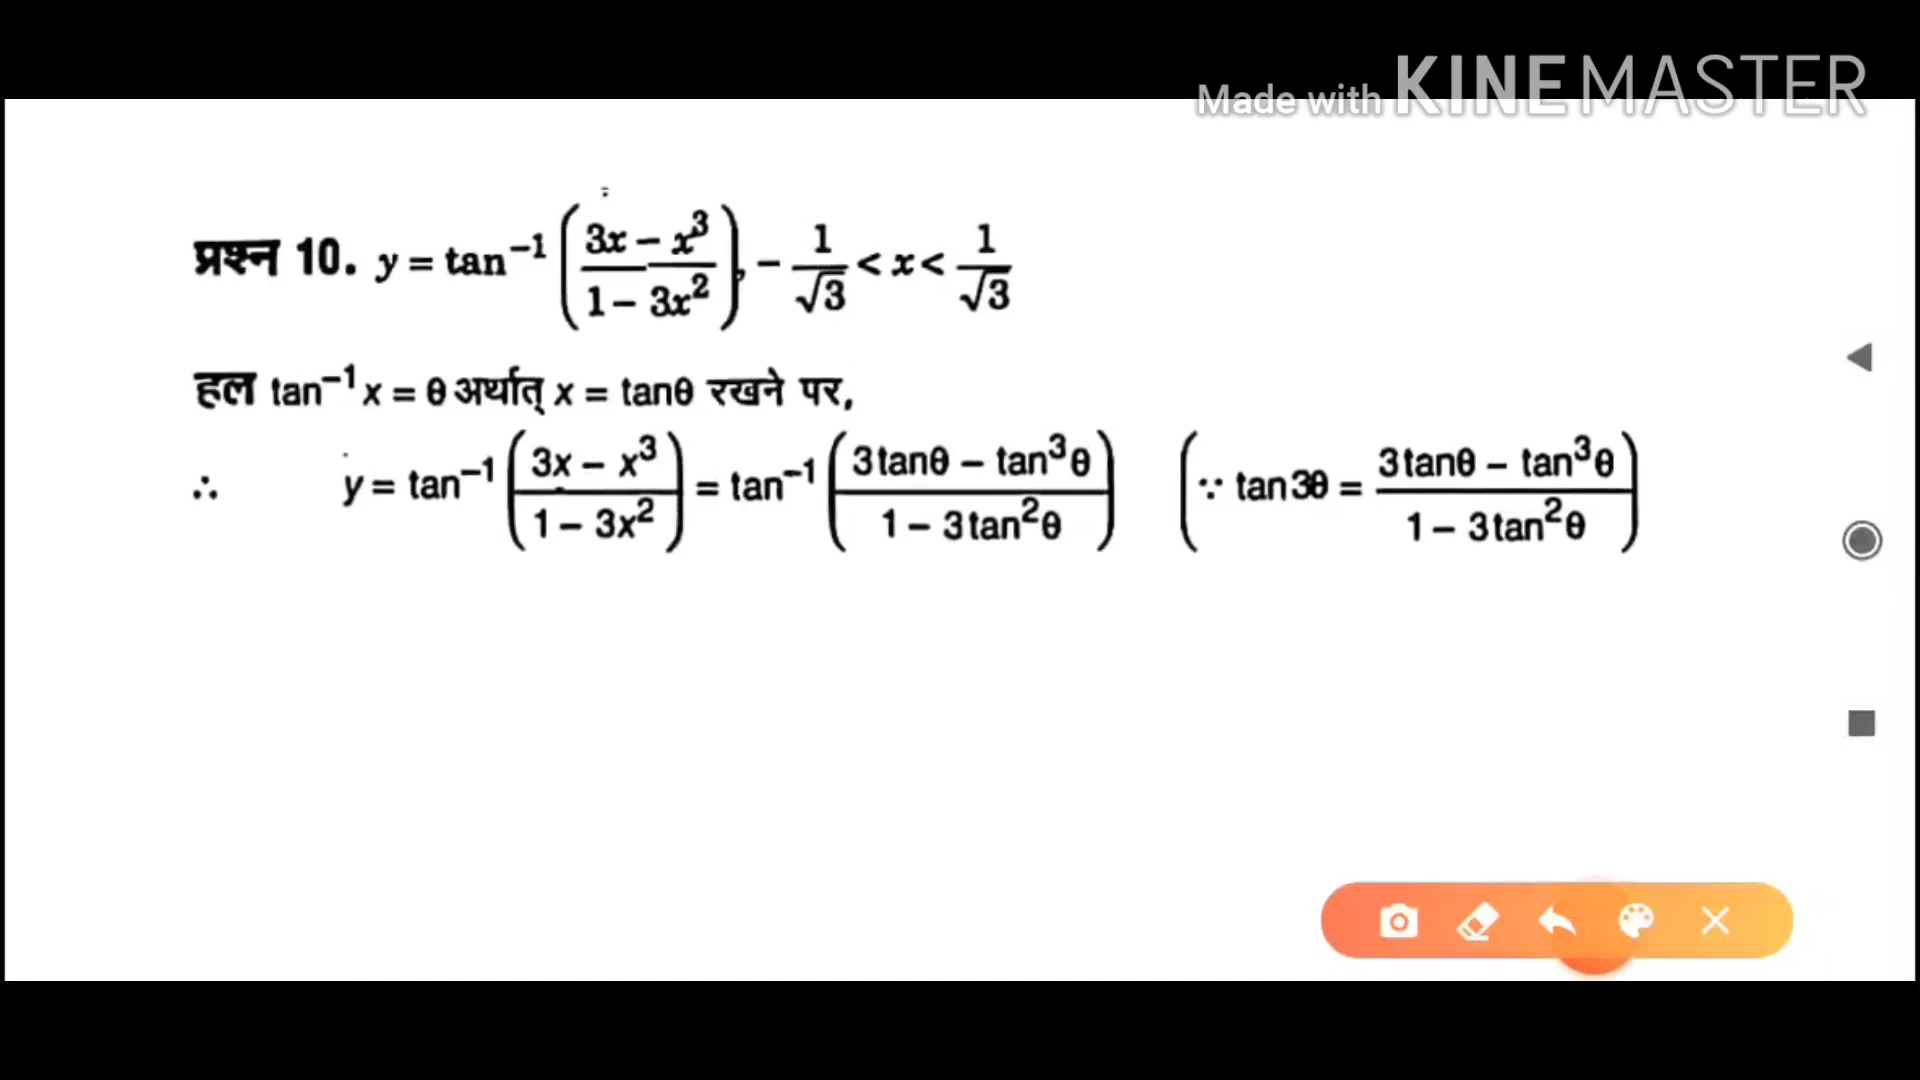 Made with KINEMASTER
प्रश्न 10. y = tan⁻¹ ((3x − x³)/(1 − 3x²)), − 1/√3 < x < 1/√3
हल tan⁻¹x = θ अर्थात् x = tanθ रखने पर,
∴ y = tan⁻¹ ((3x − x³)/(1 − 3x²)) = tan⁻¹ ((3tanθ − tan³θ)/(1 − 3tan²θ)) (∵ tan3θ = (3tanθ − tan³θ)/(1 − 3tan²θ))